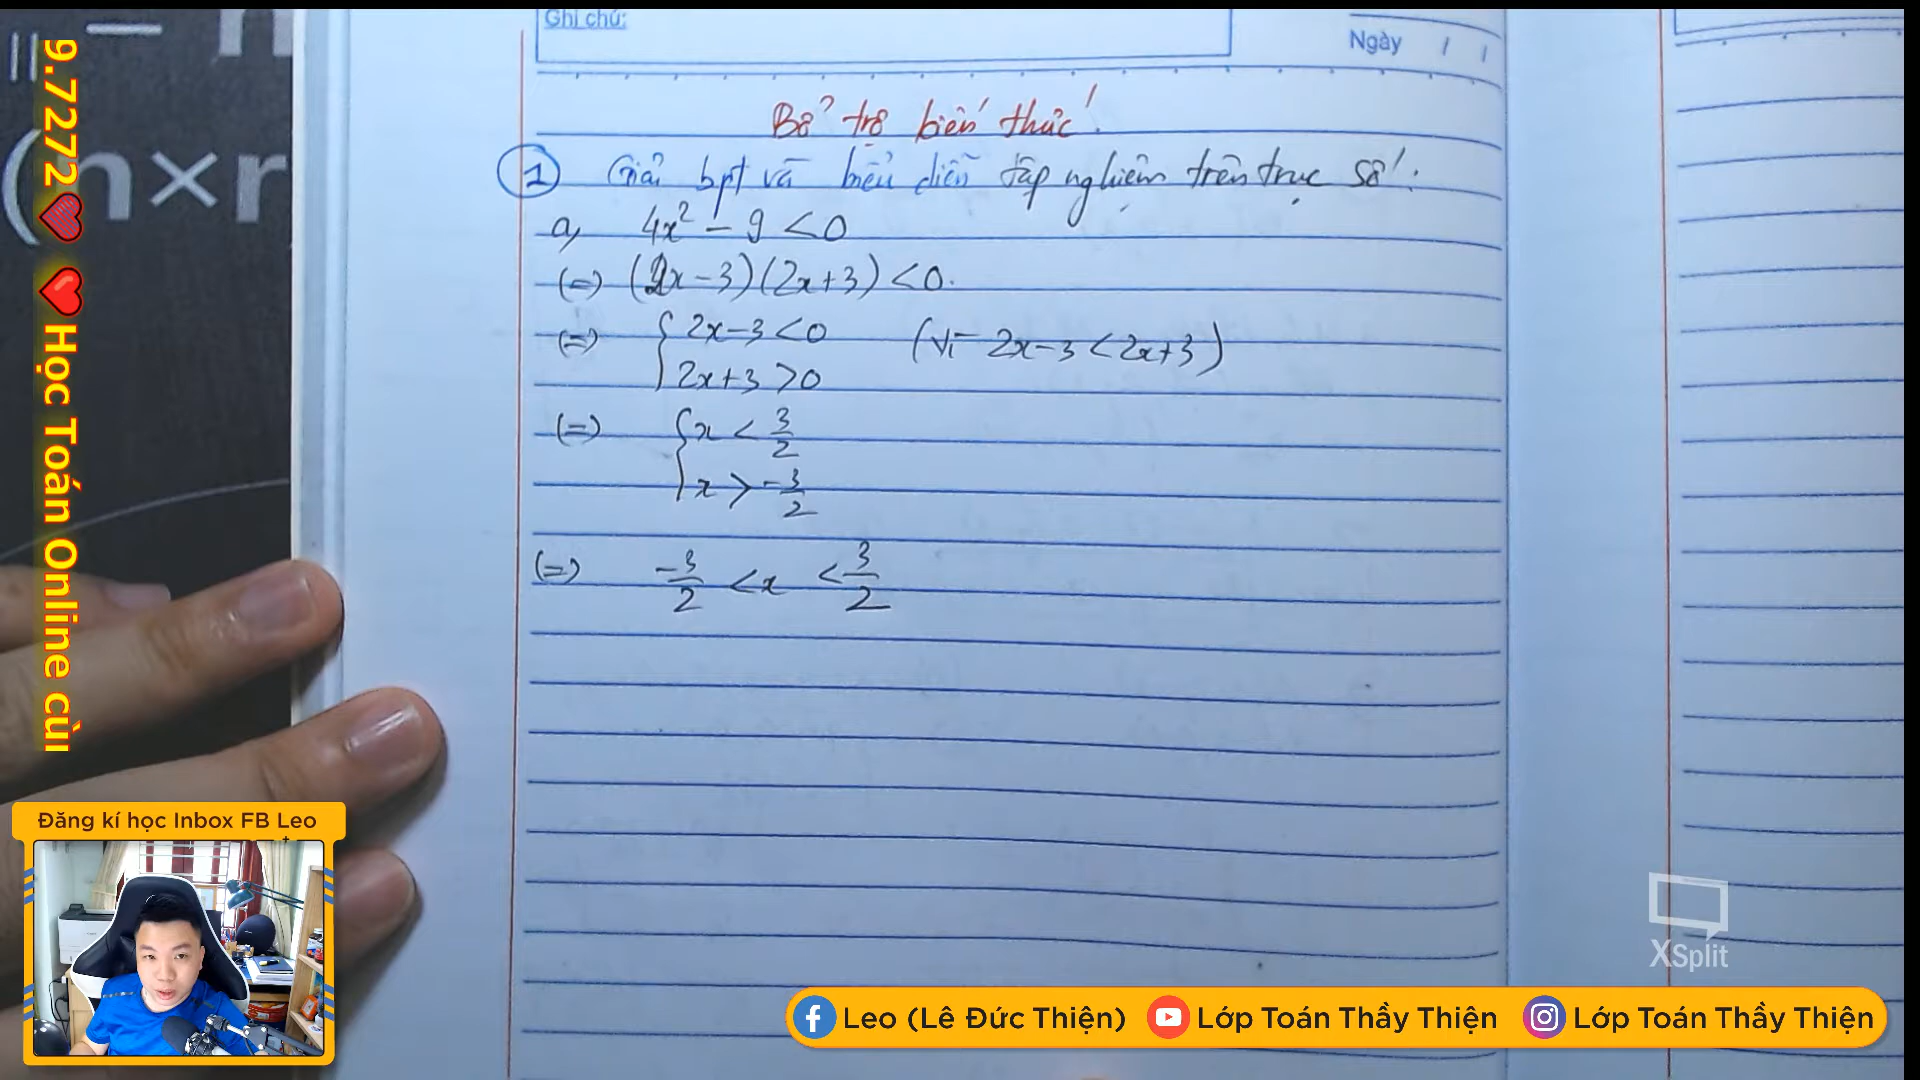 Ghi chú:
Ngày / /
Bổ trợ kiến thức!
① Giải bpt và biểu diễn tập nghiệm trên trục số:
a, 4x² - 9 < 0
(=) (2x - 3)(2x + 3) < 0.
(=) { 2x - 3 < 0 (vì 2x - 3 < 2x + 3)
2x + 3 > 0
(=) { x < 3/2
x > -3/2
(=) -3/2 < x < 3/2
(n×r
9.7272❤ ❤Học Toán Online cùng
Đăng kí học Inbox FB Leo
XSplit
Leo (Lê Đức Thiện) Lớp Toán Thầy Thiện Lớp Toán Thầy Thiện